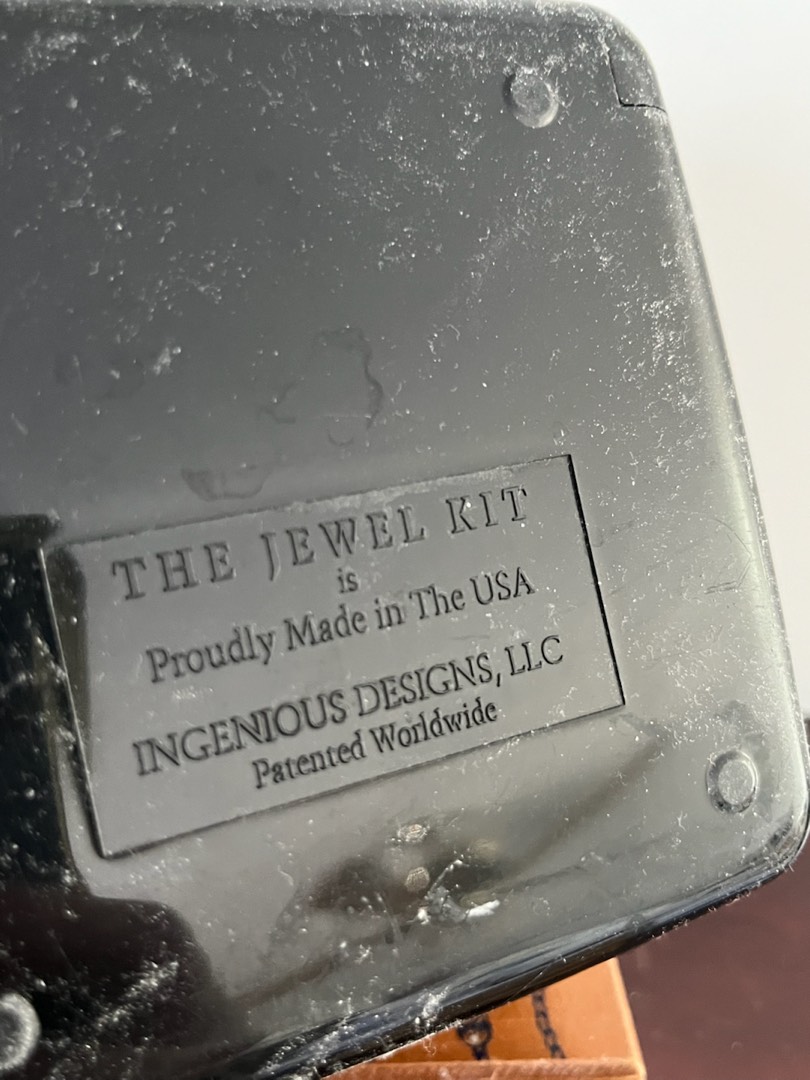 THE JEWEL KIT
is
Proudly Made in The USA
INGENIOUS DESIGNS, LLC
Patented Worldwide